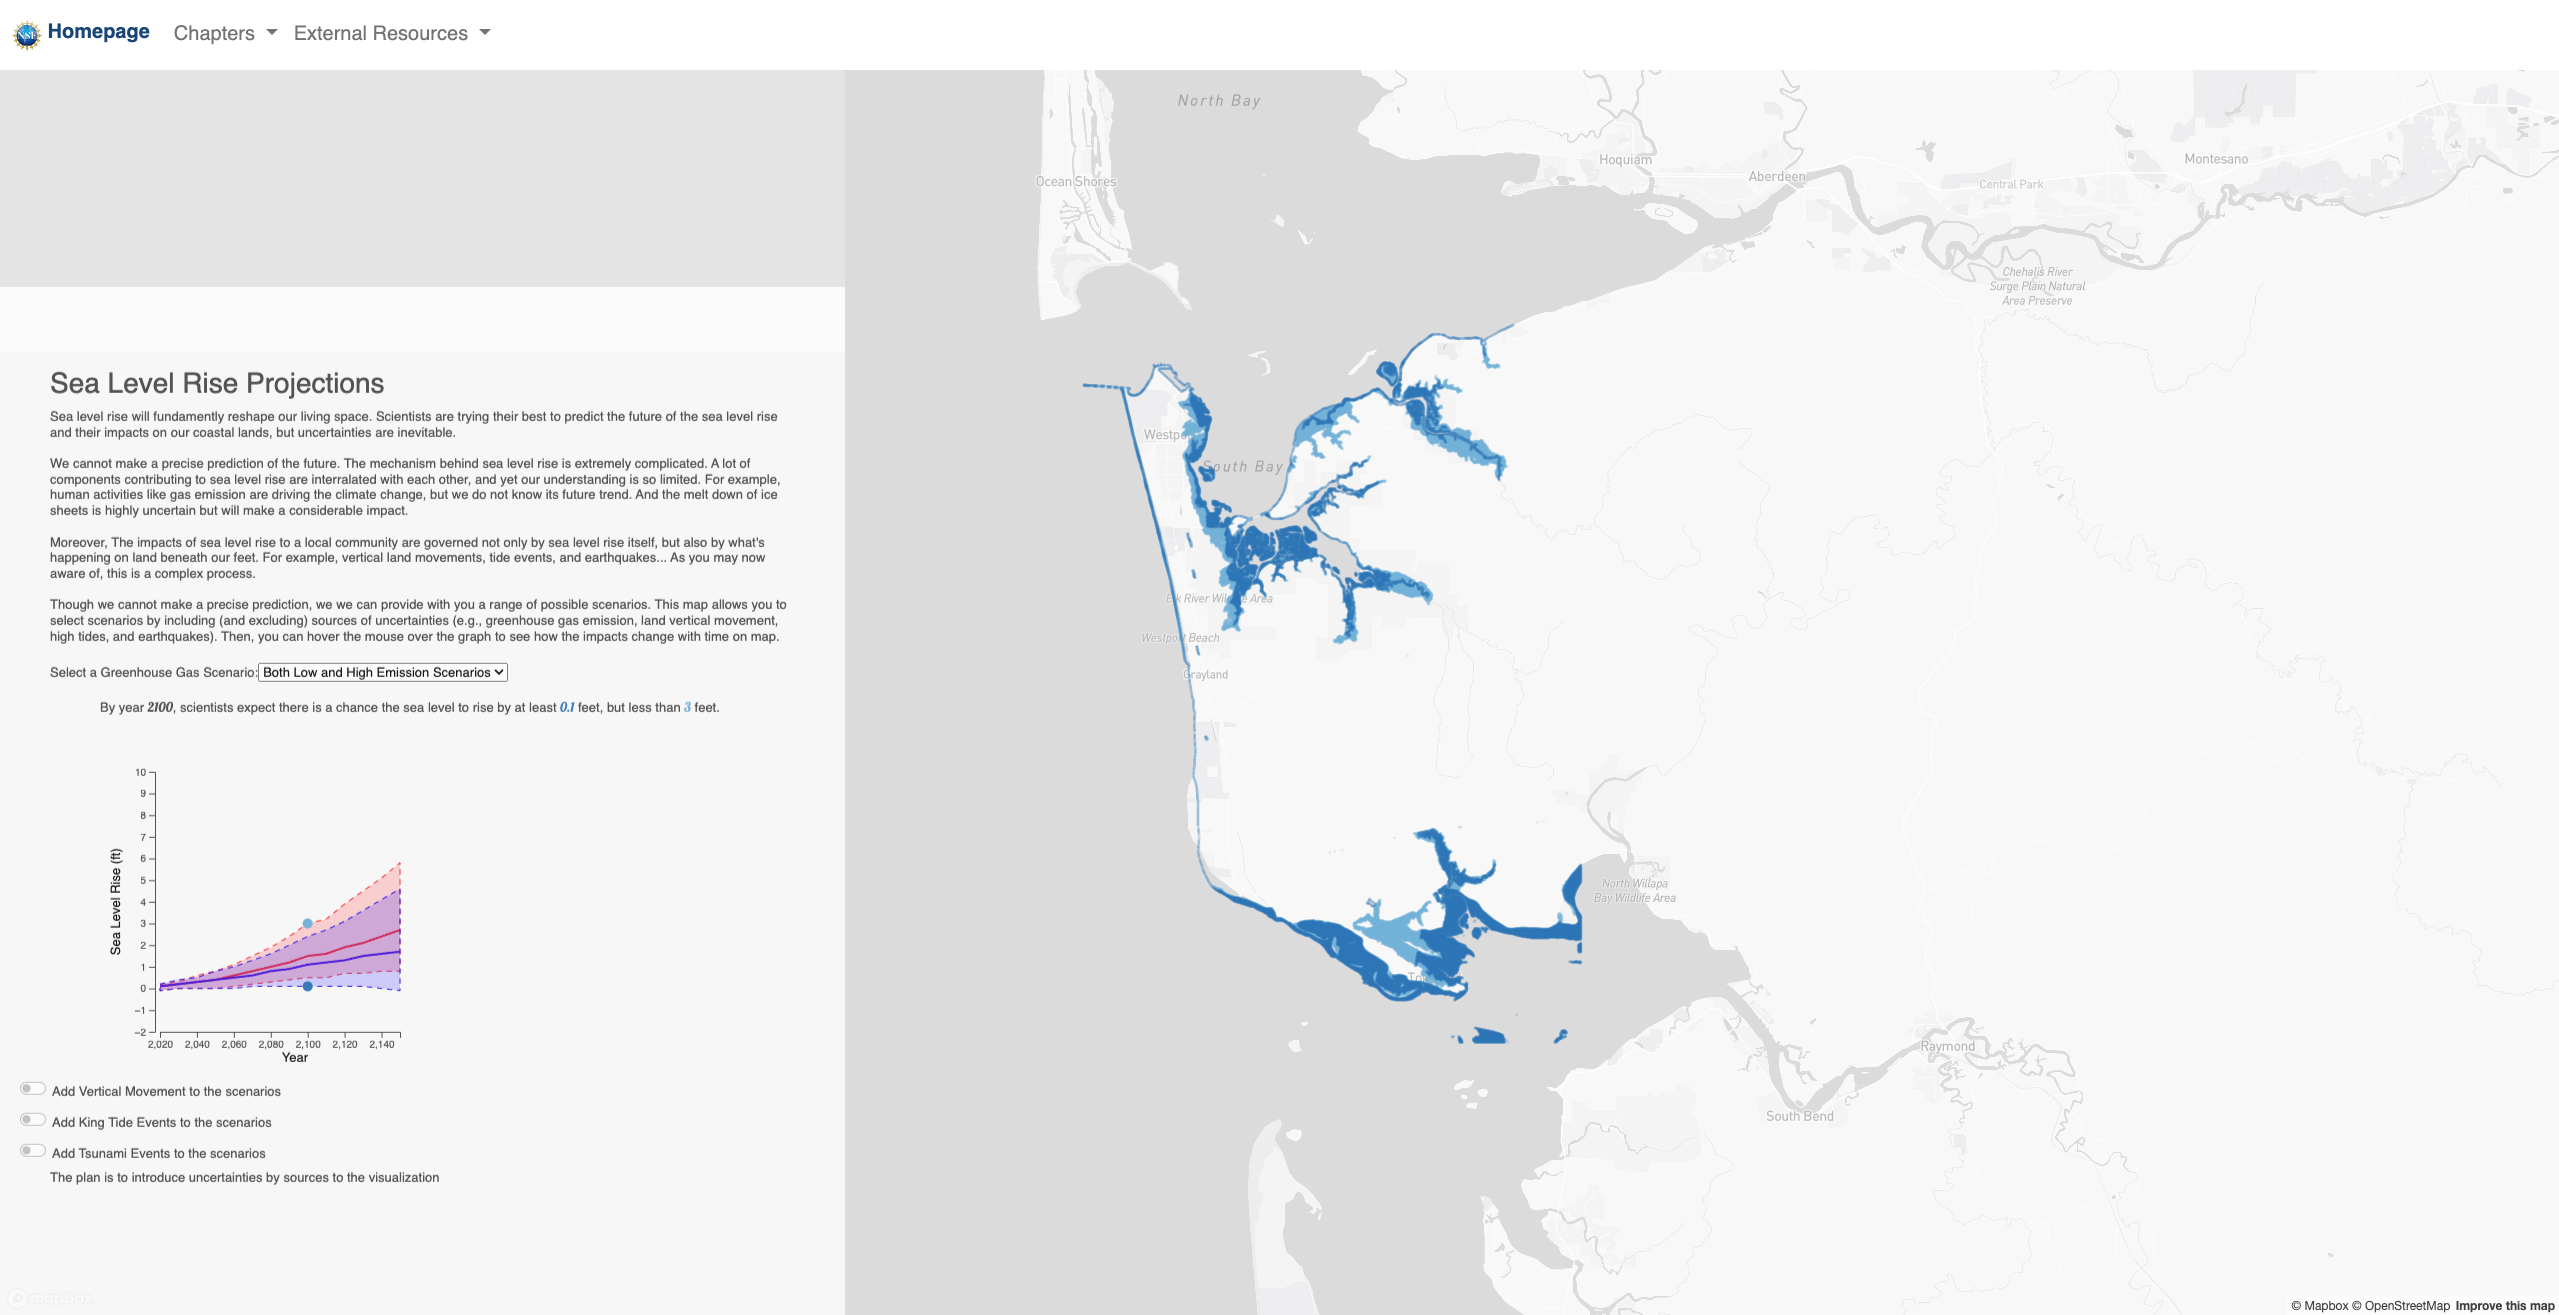 Homepage Chapters External Resources
Sea Level Rise Projections
Sea level rise will fundamently reshape our living space. Scientists are trying their best to predict the future of the sea level rise
and their impacts on our coastal lands, but uncertainties are inevitable.
We cannot make a precise prediction of the future. The mechanism behind sea level rise is extremely complicated. A lot of
components contributing to sea level rise are interralated with each other, and yet our understanding is so limited. For example,
human activities like gas emission are driving the climate change, but we do not know its future trend. And the melt down of ice
sheets is highly uncertain but will make a considerable impact.
Moreover, The impacts of sea level rise to a local community are governed not only by sea level rise itself, but also by what's
happening on land beneath our feet. For example, vertical land movements, tide events, and earthquakes... As you may now
aware of, this is a complex process.
Though we cannot make a precise prediction, we we can provide with you a range of possible scenarios. This map allows you to
select scenarios by including (and excluding) sources of uncertainties (e.g., greenhouse gas emission, land vertical movement,
high tides, and earthquakes). Then, you can hover the mouse over the graph to see how the impacts change with time on map.
Select a Greenhouse Gas Scenario: Both Low and High Emission Scenarios
By year 2100, scientists expect there is a chance the sea level to rise by at least 0.1 feet, but less than 3 feet.
10
9
8
7
6
5
4
3
2
1
0
−1
−2
Sea Level Rise (ft)
2,020 2,040 2,060 2,080 2,100 2,120 2,140
Year
Add Vertical Movement to the scenarios
Add King Tide Events to the scenarios
Add Tsunami Events to the scenarios
The plan is to introduce uncertainties by sources to the visualization
mapbox
North Bay
Ocean Shores
Hoquiam
Aberdeen
Central Park
Montesano
Chehalis River
Surge Plain Natural
Area Preserve
South Bay
Westport Beach
Grayland
North Willapa
Bay Wildlife Area
Raymond
South Bend
© Mapbox © OpenStreetMap Improve this map